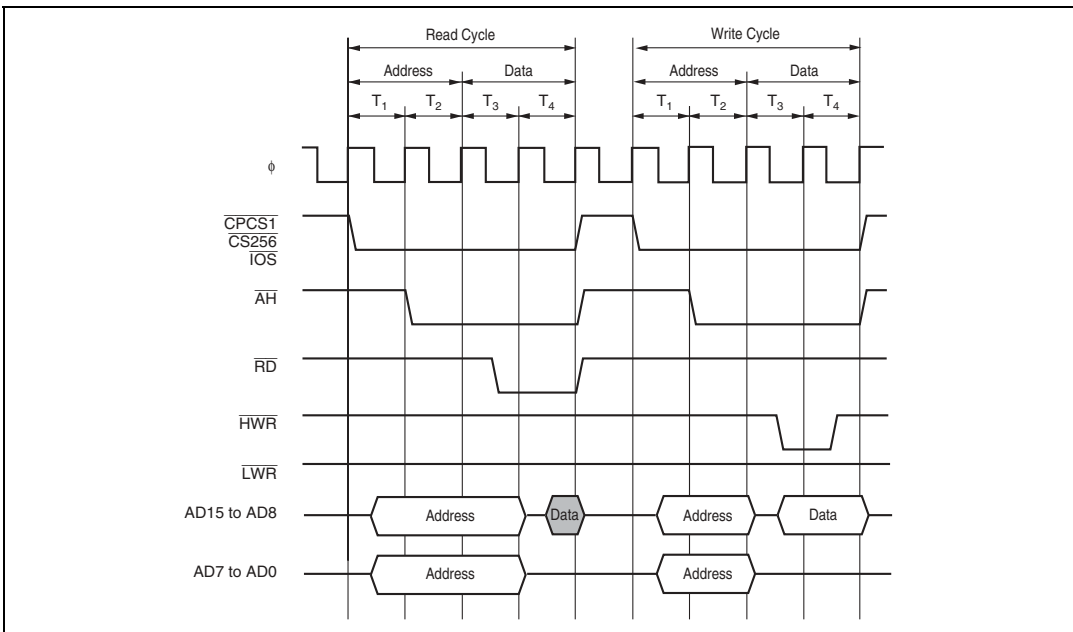 Read Cycle Write Cycle
Address Data Address Data
T1 T2 T3 T4 T1 T2 T3 T4
φ
CPCS1
CS256
IOS
AH
RD
HWR
LWR
AD15 to AD8 Address Data Address Data
AD7 to AD0 Address Address